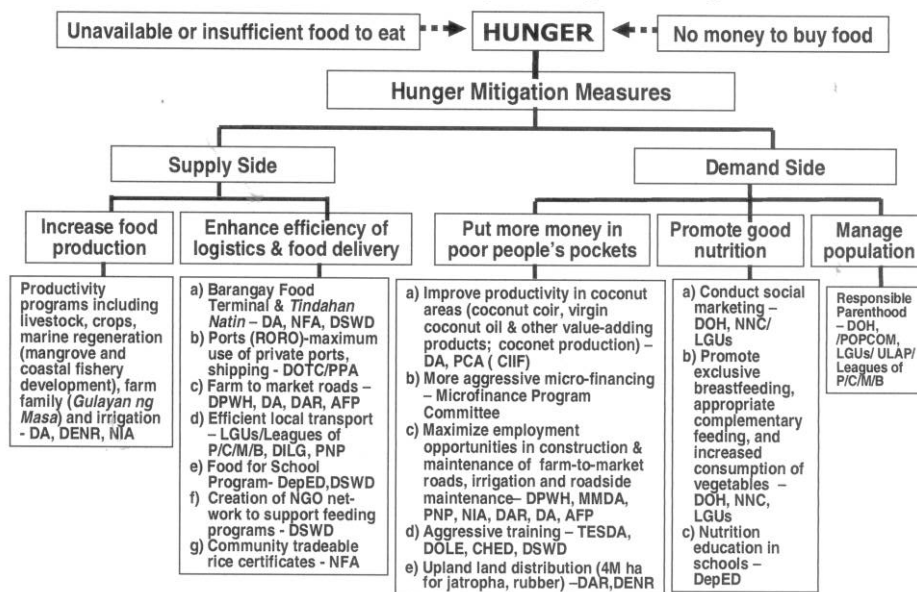 Unavailable or insufficient food to eat
HUNGER
No money to buy food
Hunger Mitigation Measures
Supply Side
Demand Side
Increase food
production
Enhance efficiency of
logistics & food delivery
Put more money in
poor people's pockets
Promote good
nutrition
Manage
population
Productivity
programs including
livestock, crops,
marine regeneration
(mangrove and
coastal fishery
development), farm
family (Gulayan ng
Masa) and irrigation
- DA, DENR, NIA
a) Barangay Food
Terminal & Tindahan
Natin – DA, NFA, DSWD
b) Ports (RORO)-maximum
use of private ports,
shipping - DOTC/PPA
c) Farm to market roads –
DPWH, DA, DAR, AFP
d) Efficient local transport
– LGUs/Leagues of
P/C/M/B, DILG, PNP
e) Food for School
Program- DepED,DSWD
f) Creation of NGO net-
work to support feeding
programs - DSWD
g) Community tradeable
rice certificates - NFA
a) Improve productivity in coconut
areas (coconut coir, virgin
coconut oil & other value-adding
products; coconet production) –
DA, PCA ( CIIF)
b) More aggressive micro-financing
– Microfinance Program
Committee
c) Maximize employment
opportunities in construction &
maintenance of farm-to-market
roads, irrigation and roadside
maintenance– DPWH, MMDA,
PNP, NIA, DAR, DA, AFP
d) Aggressive training – TESDA,
DOLE, CHED, DSWD
e) Upland land distribution (4M ha
for jatropha, rubber) –DAR,DENR
a) Conduct social
marketing –
DOH, NNC/
LGUs
b) Promote
exclusive
breastfeeding,
appropriate
complementary
feeding, and
increased
consumption of
vegetables –
DOH, NNC,
LGUs
c) Nutrition
education in
schools –
DepED
Responsible
Parenthood
– DOH,
/POPCOM,
LGUs/ ULAP/
Leagues of
P/C/M/B